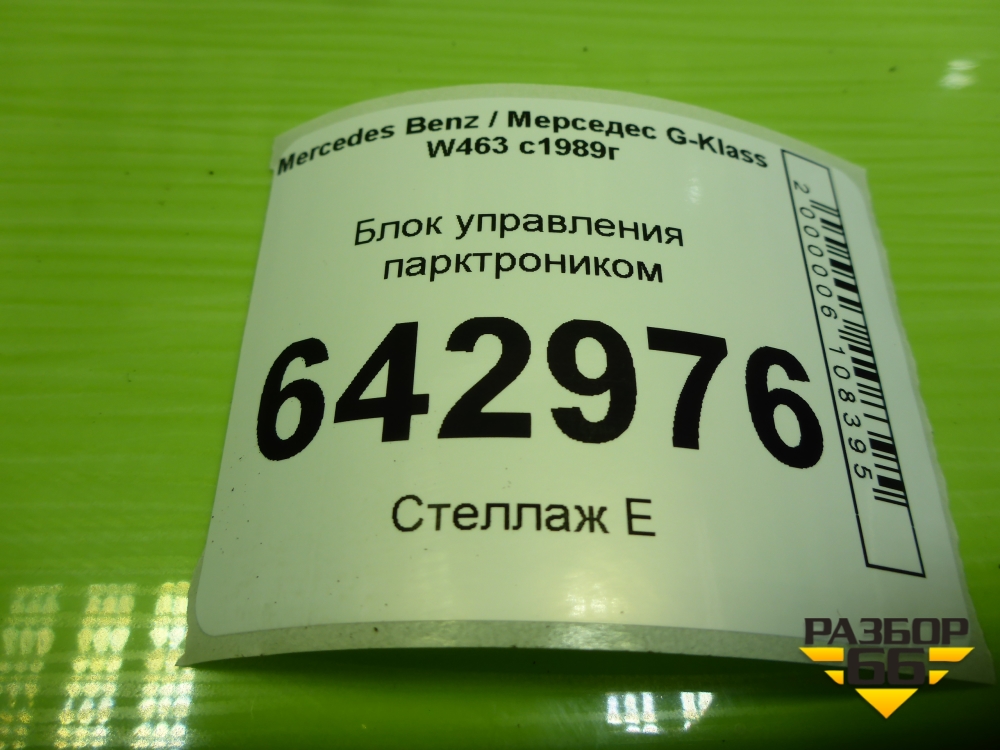 Mercedes Benz / Мерседес G-Klass
W463 с1989г
Блок управления
парктроником
642976
Стеллаж Е
2000006108395
РАЗБОР
66